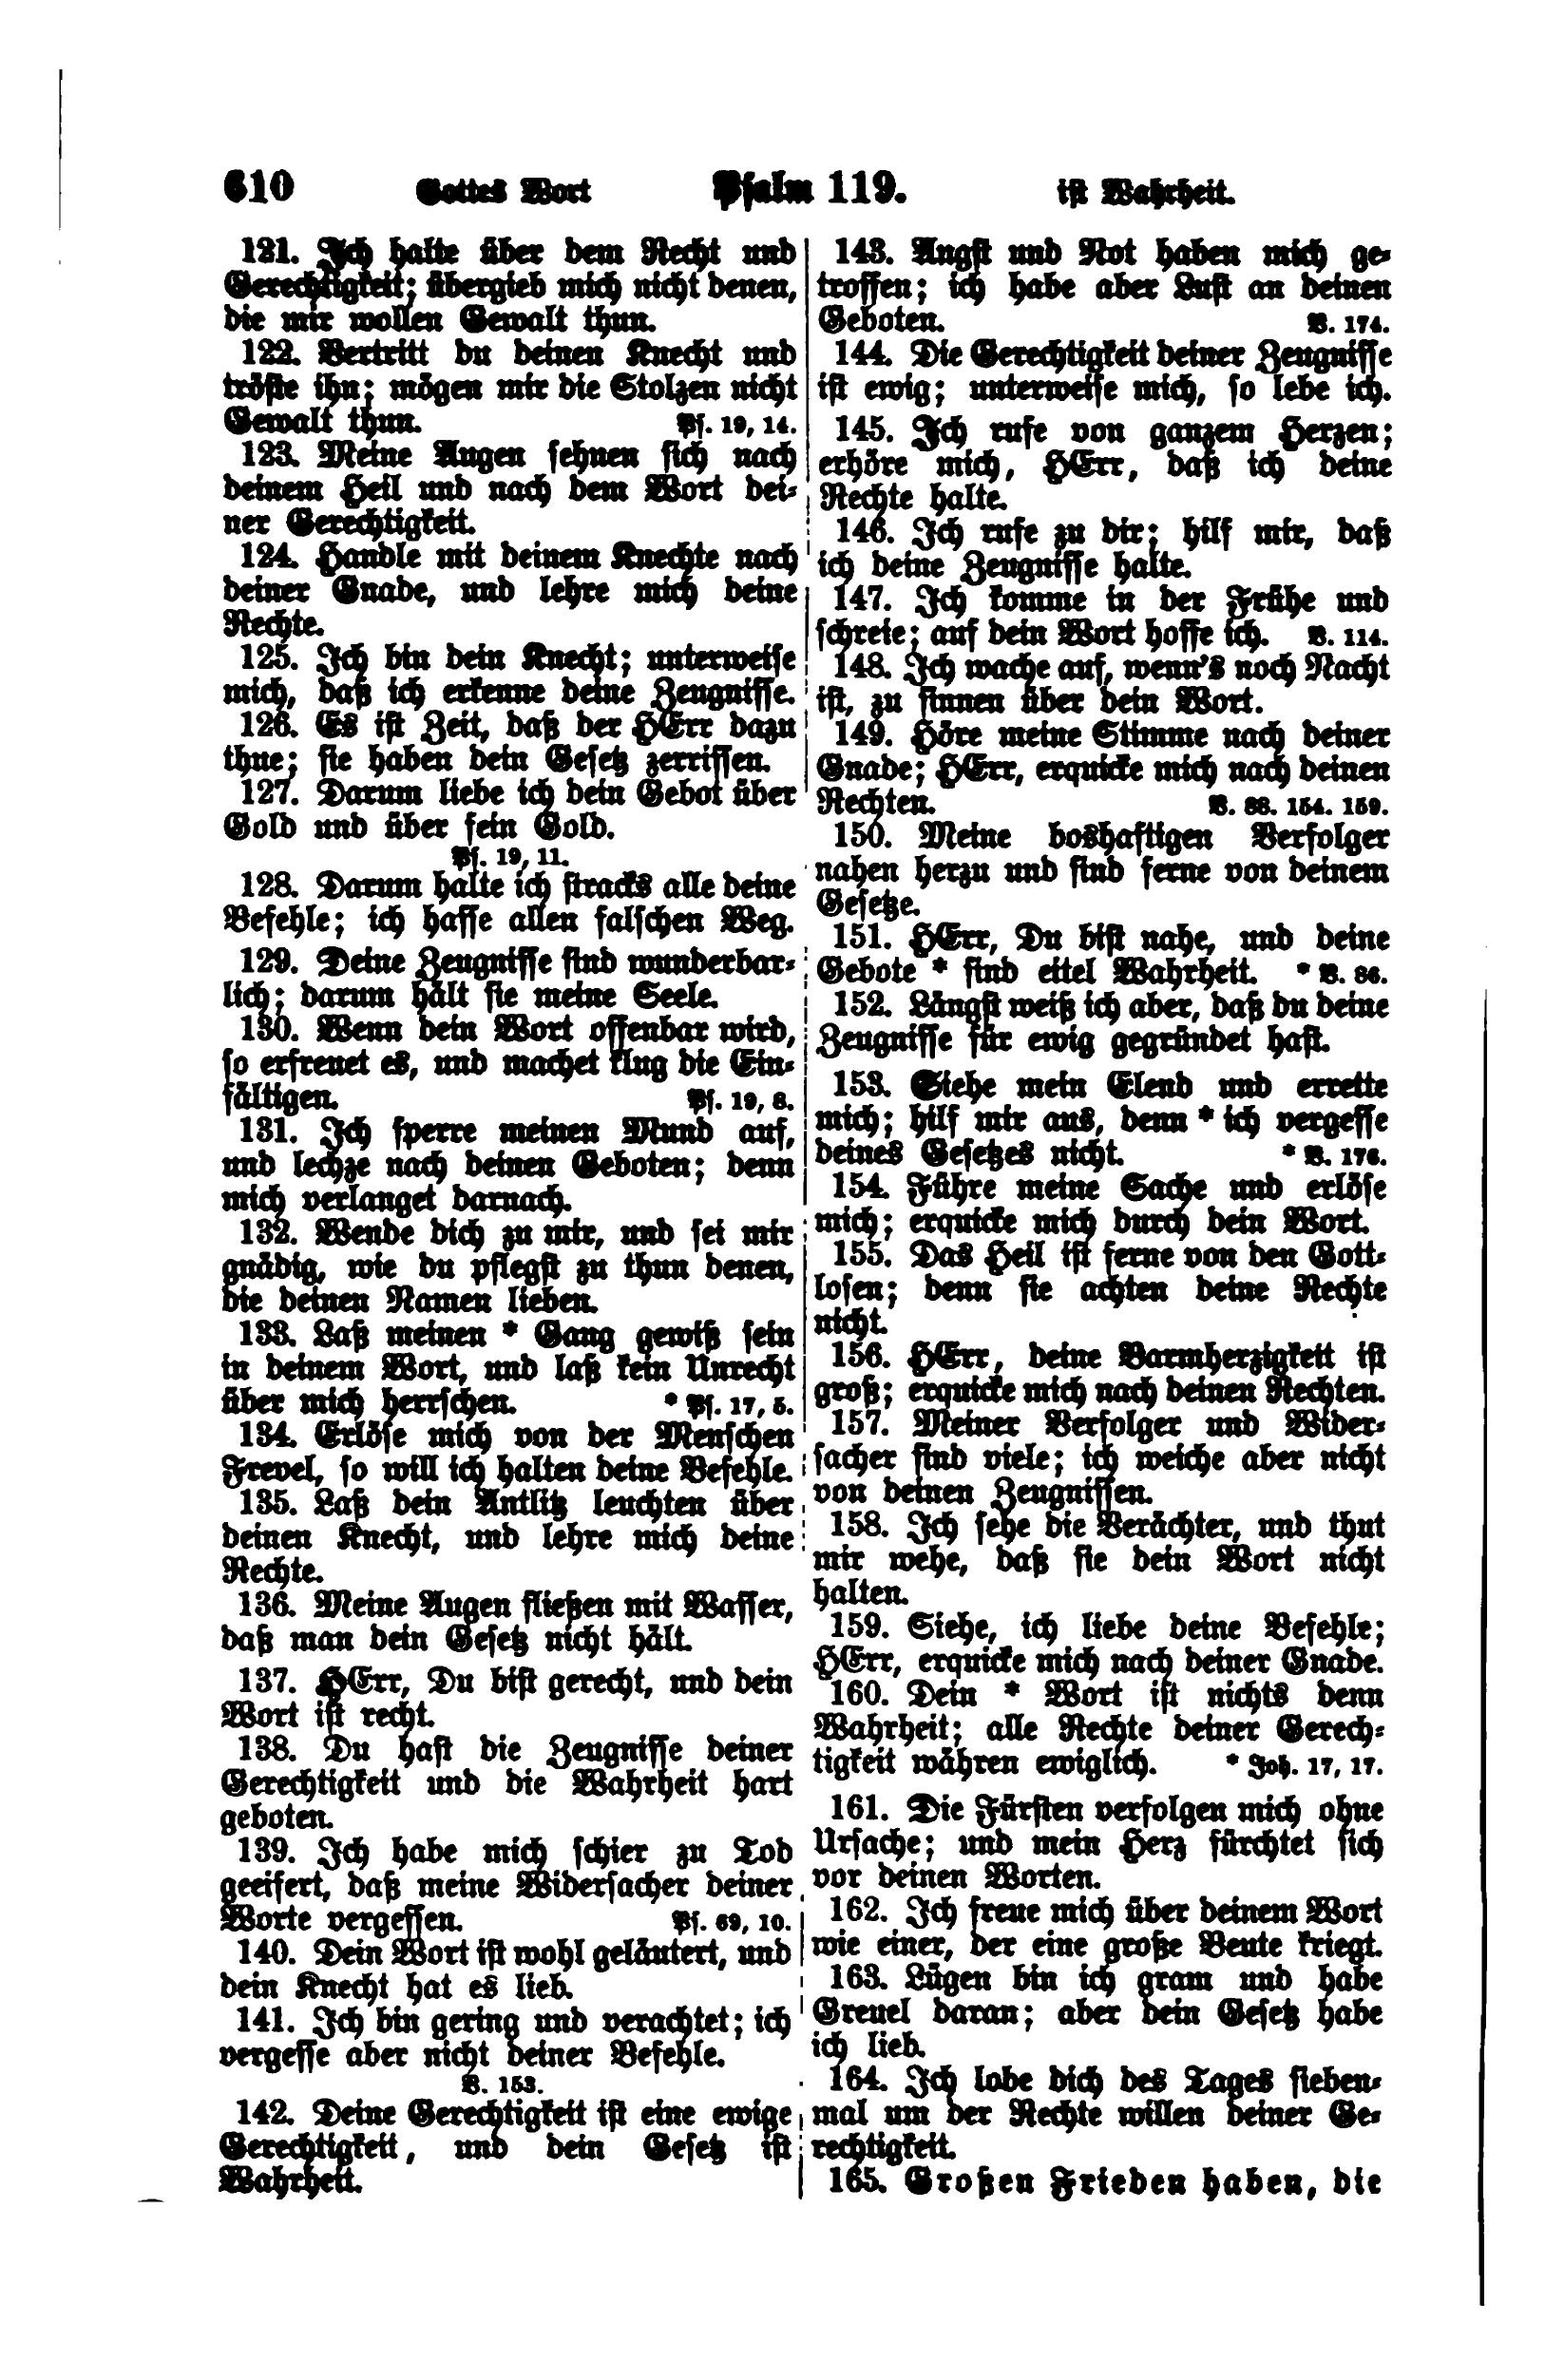 610 Gottes Wort Psalm 119. ist Wahrheit.
121. Ich halte über dem Recht und
Gerechtigkeit; übergieb mich nicht denen,
die mir wollen Gewalt thun.
122. Vertritt du deinen Knecht und
tröste ihn; mögen mir die Stolzen nicht
Gewalt thun. Ps. 19, 14.
123. Meine Augen sehnen sich nach
deinem Heil und nach dem Wort dei-
ner Gerechtigkeit.
124. Handle mit deinem Knechte nach
deiner Gnade, und lehre mich deine
Rechte.
125. Ich bin dein Knecht; unterweise
mich, daß ich erkenne deine Zeugnisse.
126. Es ist Zeit, daß der HErr dazu
thue; sie haben dein Gesetz zerrissen.
127. Darum liebe ich dein Gebot über
Gold und über fein Gold.
Ps. 19, 11.
128. Darum halte ich stracks alle deine
Befehle; ich hasse allen falschen Weg.
129. Deine Zeugnisse sind wunderbar-
lich; darum hält sie meine Seele.
130. Wenn dein Wort offenbar wird,
so erfreuet es, und machet klug die Ein-
fältigen. Ps. 19, 8.
131. Ich sperre meinen Mund auf,
und lechze nach deinen Geboten; denn
mich verlanget darnach.
132. Wende dich zu mir, und sei mir
gnädig, wie du pflegst zu thun denen,
die deinen Namen lieben.
133. Laß meinen * Gang gewiß sein
in deinem Wort, und laß kein Unrecht
über mich herrschen. * Ps. 17, 5.
134. Erlöse mich von der Menschen
Frevel, so will ich halten deine Befehle.
135. Laß dein Antlitz leuchten über
deinen Knecht, und lehre mich deine
Rechte.
136. Meine Augen fließen mit Wasser,
daß man dein Gesetz nicht hält.
137. HErr, Du bist gerecht, und dein
Wort ist recht.
138. Du hast die Zeugnisse deiner
Gerechtigkeit und die Wahrheit hart
geboten.
139. Ich habe mich schier zu Tod
geeifert, daß meine Widersacher deiner
Worte vergessen. Ps. 69, 10.
140. Dein Wort ist wohl geläutert, und
dein Knecht hat es lieb.
141. Ich bin gering und verachtet; ich
vergesse aber nicht deiner Befehle.
V. 153.
142. Deine Gerechtigkeit ist eine ewige
Gerechtigkeit, und dein Gesetz ist
Wahrheit.
143. Angst und Not haben mich ge-
troffen; ich habe aber Lust an deinen
Geboten. V. 174.
144. Die Gerechtigkeit deiner Zeugnisse
ist ewig; unterweise mich, so lebe ich.
145. Ich rufe von ganzem Herzen;
erhöre mich, HErr, daß ich deine
Rechte halte.
146. Ich rufe zu dir; hilf mir, daß
ich deine Zeugnisse halte.
147. Ich komme in der Frühe und
schreie; auf dein Wort hoffe ich. V. 114.
148. Ich wache auf, wenn's noch Nacht
ist, zu sinnen über dein Wort.
149. Höre meine Stimme nach deiner
Gnade; HErr, erquicke mich nach deinen
Rechten. V. 88. 154. 159.
150. Meine boshaftigen Verfolger
nahen herzu und sind ferne von deinem
Gesetze.
151. HErr, Du bist nahe, und deine
Gebote * sind eitel Wahrheit. * V. 86.
152. Längst weiß ich aber, daß du deine
Zeugnisse für ewig gegründet hast.
153. Siehe mein Elend und errette
mich; hilf mir aus, denn * ich vergesse
deines Gesetzes nicht. * V. 176.
154. Führe meine Sache und erlöse
mich; erquicke mich durch dein Wort.
155. Das Heil ist ferne von den Gott-
losen; denn sie achten deine Rechte
nicht.
156. HErr, deine Barmherzigkeit ist
groß; erquicke mich nach deinen Rechten.
157. Meiner Verfolger und Wider-
sacher sind viele; ich weiche aber nicht
von deinen Zeugnissen.
158. Ich sehe die Verächter, und thut
mir wehe, daß sie dein Wort nicht
halten.
159. Siehe, ich liebe deine Befehle;
HErr, erquicke mich nach deiner Gnade.
160. Dein * Wort ist nichts denn
Wahrheit; alle Rechte deiner Gerech-
tigkeit währen ewiglich. * Joh. 17, 17.
161. Die Fürsten verfolgen mich ohne
Ursache; und mein Herz fürchtet sich
vor deinen Worten.
162. Ich freue mich über deinem Wort
wie einer, der eine große Beute kriegt.
163. Lügen bin ich gram und habe
Greuel daran; aber dein Gesetz habe
ich lieb.
164. Ich lobe dich des Tages sieben-
mal um der Rechte willen deiner Ge-
rechtigkeit.
165. Großen Frieden haben, die